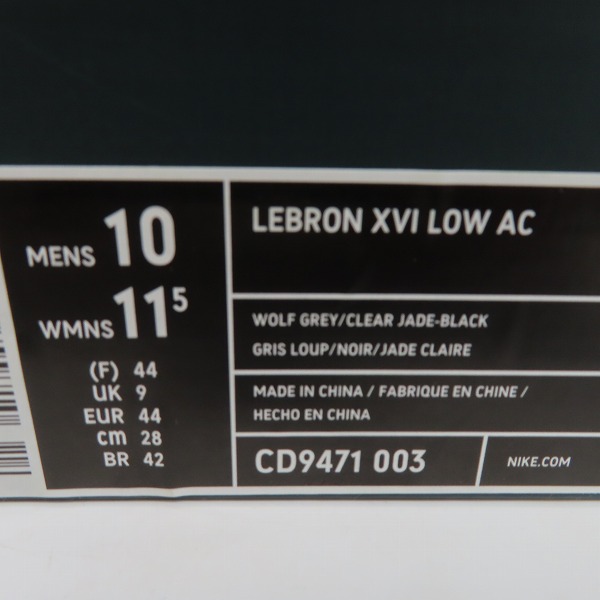 MENS 10
WMNS 11⁵
(F) 44
UK 9
EUR 44
cm 28
BR 42
LEBRON XVI LOW AC
WOLF GREY/CLEAR JADE-BLACK
GRIS LOUP/NOIR/JADE CLAIRE
MADE IN CHINA / FABRIQUE EN CHINE /
HECHO EN CHINA
CD9471 003
NIKE.COM